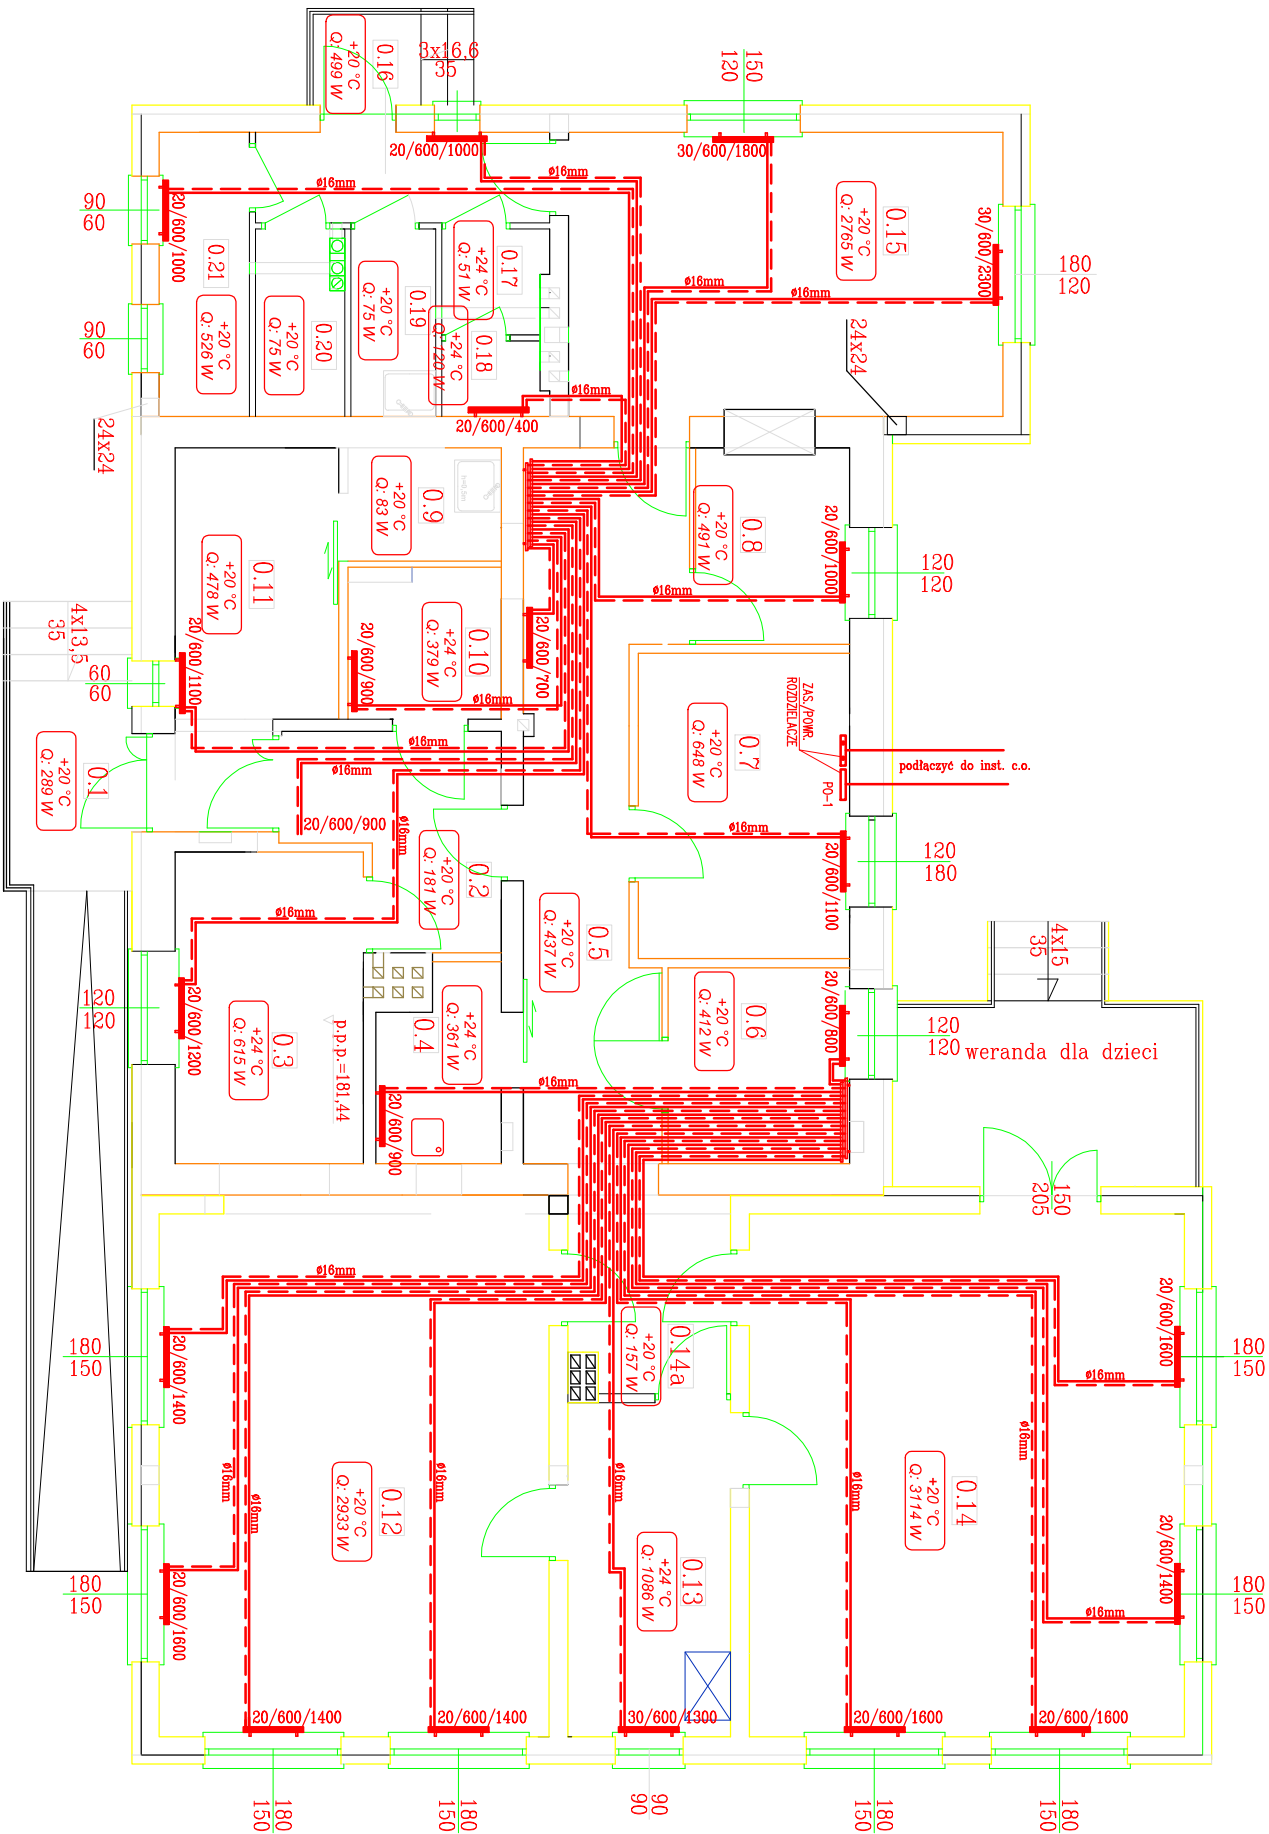 0.16
+20 °C
Q: 499 W
3x16,6
35
150
120
20/600/1000
30/600/1800
ø16mm
90
60
20/600/1000
0.21
+20 °C
Q: 526 W
0.20
+20 °C
Q: 75 W
0.19
+20 °C
Q: 75 W
0.17
+24 °C
Q: 51 W
0.18
+24 °C
Q: 120 W
0.15
+20 °C
Q: 2765 W
30/600/2300
180
120
ø16mm
ø16mm
24x24
90
60
24x24
ø16mm
20/600/400
0.9
+20 °C
Q: 83 W
0.8
+20 °C
Q: 491 W
20/600/1000
120
120
ø16mm
0.11
+20 °C
Q: 478 W
0.10
+24 °C
Q: 379 W
20/600/700
4x13,5
35
60
60
20/600/1100
20/600/900
ø16mm
ø16mm
ø16mm
0.7
+20 °C
Q: 648 W
ZAS./POWR.
ROZDZIELACZE
PO-1
podłączyć do inst. c.o.
0.1
+20 °C
Q: 289 W
20/600/900
ø16mm
ø16mm
20/600/1100
120
180
0.2
+20 °C
Q: 181 W
ø16mm
0.5
+20 °C
Q: 437 W
4x15
35
120
120
20/600/1200
0.3
+24 °C
Q: 615 W
p.p.p.=181,44
0.4
+24 °C
Q: 361 W
20/600/900
ø16mm
0.6
+20 °C
Q: 412 W
20/600/800
120
120
weranda dla dzieci
150
205
ø16mm
180
150
20/600/1400
0.14a
+20 °C
Q: 157 W
20/600/1600
180
150
ø16mm
ø16mm
ø16mm
ø16mm
ø16mm
ø16mm
ø16mm
0.12
+20 °C
Q: 2933 W
0.14
+20 °C
Q: 3114 W
0.13
+24 °C
Q: 1086 W
180
150
20/600/1600
20/600/1400
180
150
ø16mm
20/600/1400
20/600/1400
30/600/1300
20/600/1600
20/600/1600
180
150
180
150
90
90
180
150
180
150